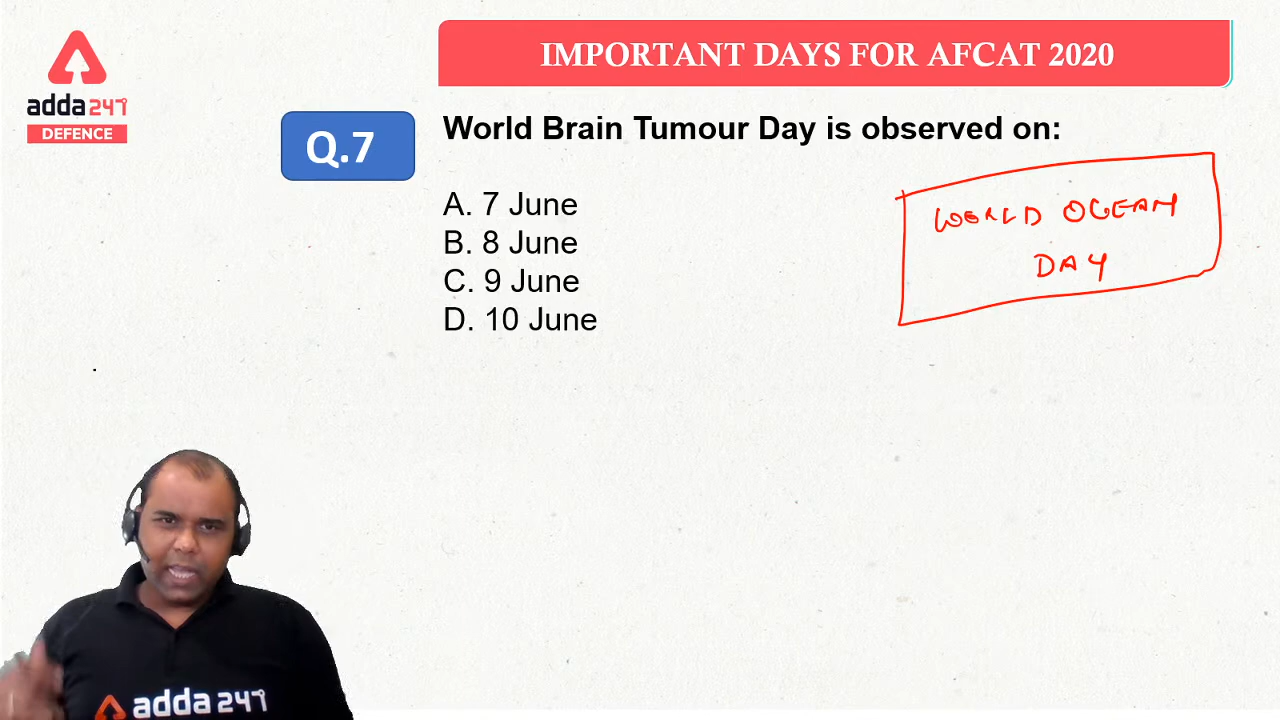 IMPORTANT DAYS FOR AFCAT 2020
adda 247
DEFENCE
Q.7
World Brain Tumour Day is observed on:
A. 7 June
B. 8 June
C. 9 June
D. 10 June
WORLD OCEAN
DAY
adda 247